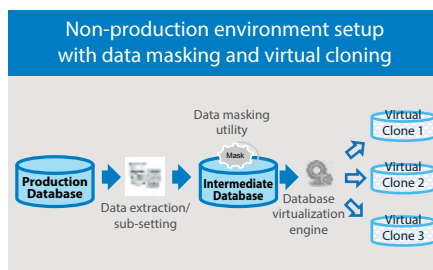 Non-production environment setup
with data masking and virtual cloning
Production
Database
Data extraction/
sub-setting
Data masking
utility
Mask
Intermediate
Database
Database
virtualization
engine
Virtual
Clone 1
Virtual
Clone 2
Virtual
Clone 3